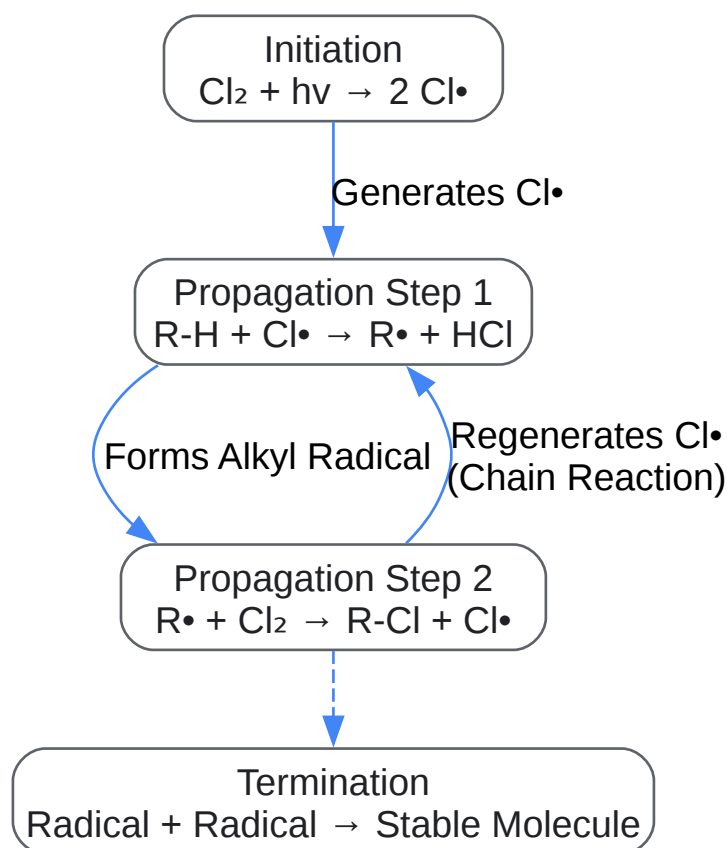 Initiation
Cl₂ + hv → 2 Cl•
Generates Cl•
Propagation Step 1
R-H + Cl• → R• + HCl
Forms Alkyl Radical
Regenerates Cl•
(Chain Reaction)
Propagation Step 2
R• + Cl₂ → R-Cl + Cl•
Termination
Radical + Radical → Stable Molecule